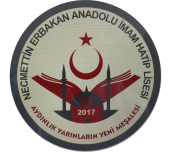 NECMETTİN ERBAKAN ANADOLU İMAM HATİP LİSESİ
2017
AYDINLIK YARINLARIN YENİ MEŞALESİ